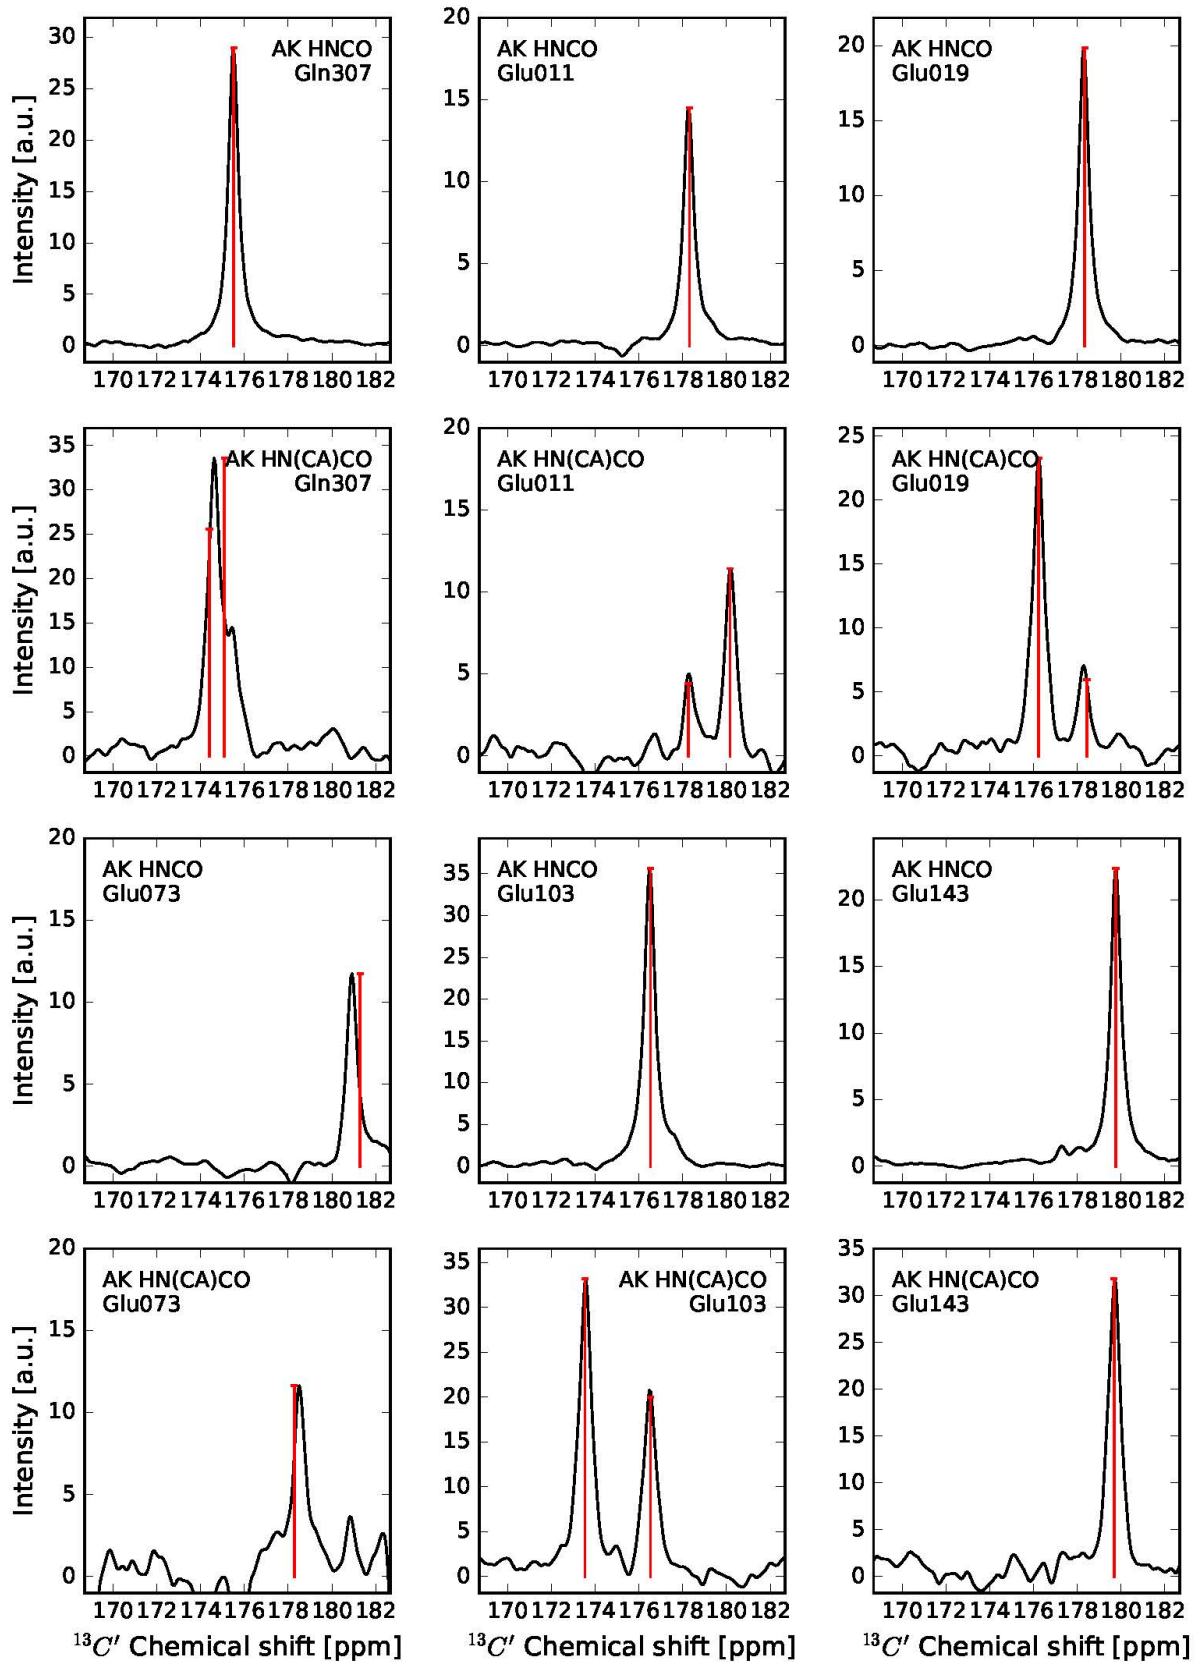 AK HNCO
Gln307
Intensity [a.u.]
30
25
20
15
10
5
0
170 172 174 176 178 180 182
AK HNCO
Glu011
20
15
10
5
0
170 172 174 176 178 180 182
AK HNCO
Glu019
20
15
10
5
0
170 172 174 176 178 180 182
AK HN(CA)CO
Gln307
Intensity [a.u.]
35
30
25
20
15
10
5
0
170 172 174 176 178 180 182
AK HN(CA)CO
Glu011
20
15
10
5
0
170 172 174 176 178 180 182
AK HN(CA)CO
Glu019
25
20
15
10
5
0
170 172 174 176 178 180 182
AK HNCO
Glu073
Intensity [a.u.]
20
15
10
5
0
170 172 174 176 178 180 182
AK HNCO
Glu103
35
30
25
20
15
10
5
0
170 172 174 176 178 180 182
AK HNCO
Glu143
20
15
10
5
0
170 172 174 176 178 180 182
AK HN(CA)CO
Glu073
Intensity [a.u.]
20
15
10
5
0
170 172 174 176 178 180 182
¹³C′ Chemical shift [ppm]
AK HN(CA)CO
Glu103
35
30
25
20
15
10
5
0
170 172 174 176 178 180 182
¹³C′ Chemical shift [ppm]
AK HN(CA)CO
Glu143
35
30
25
20
15
10
5
0
170 172 174 176 178 180 182
¹³C′ Chemical shift [ppm]